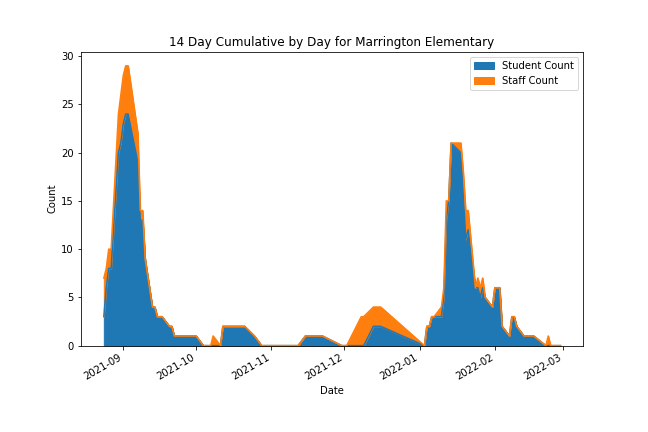 14 Day Cumulative by Day for Marrington Elementary
30
25
20
15
10
5
0
Count
Student Count
Staff Count
2021-09
2021-10
2021-11
2021-12
2022-01
2022-02
2022-03
Date